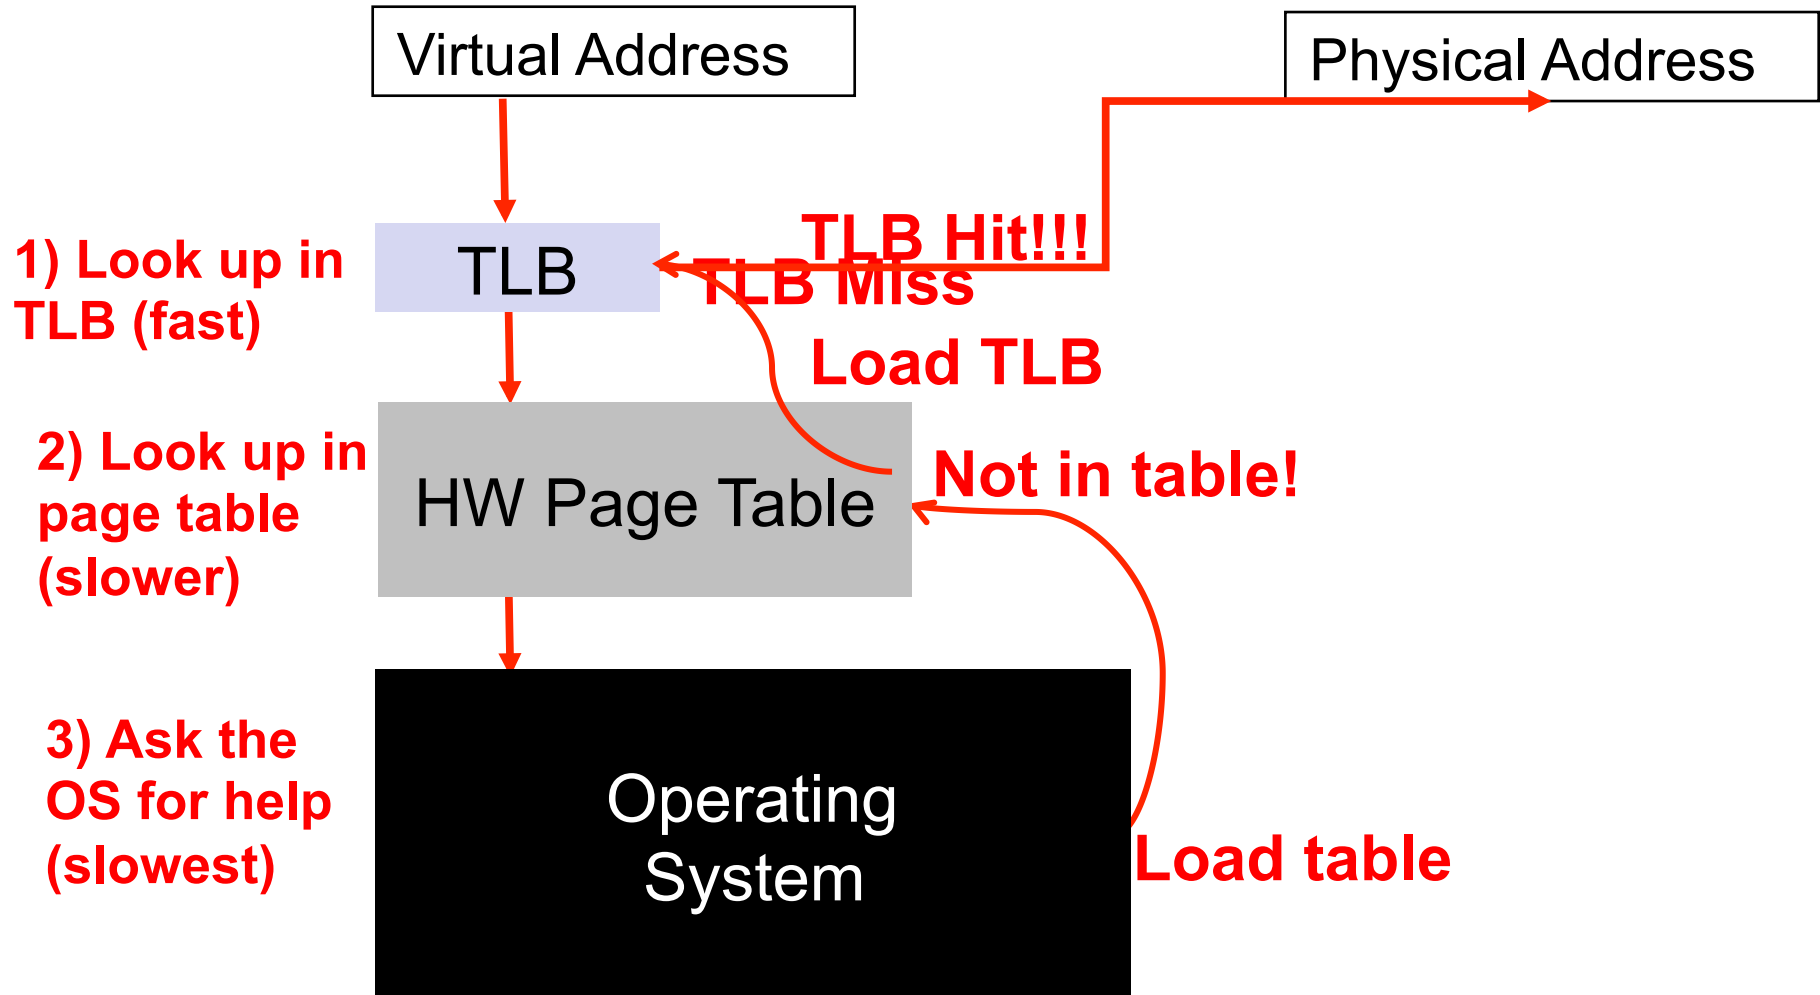 Virtual Address
Physical Address
1) Look up in
TLB (fast)
TLB
TLB Hit!!!
TLB Miss
Load TLB
2) Look up in
page table
(slower)
HW Page Table
Not in table!
3) Ask the
OS for help
(slowest)
Operating
System
Load table